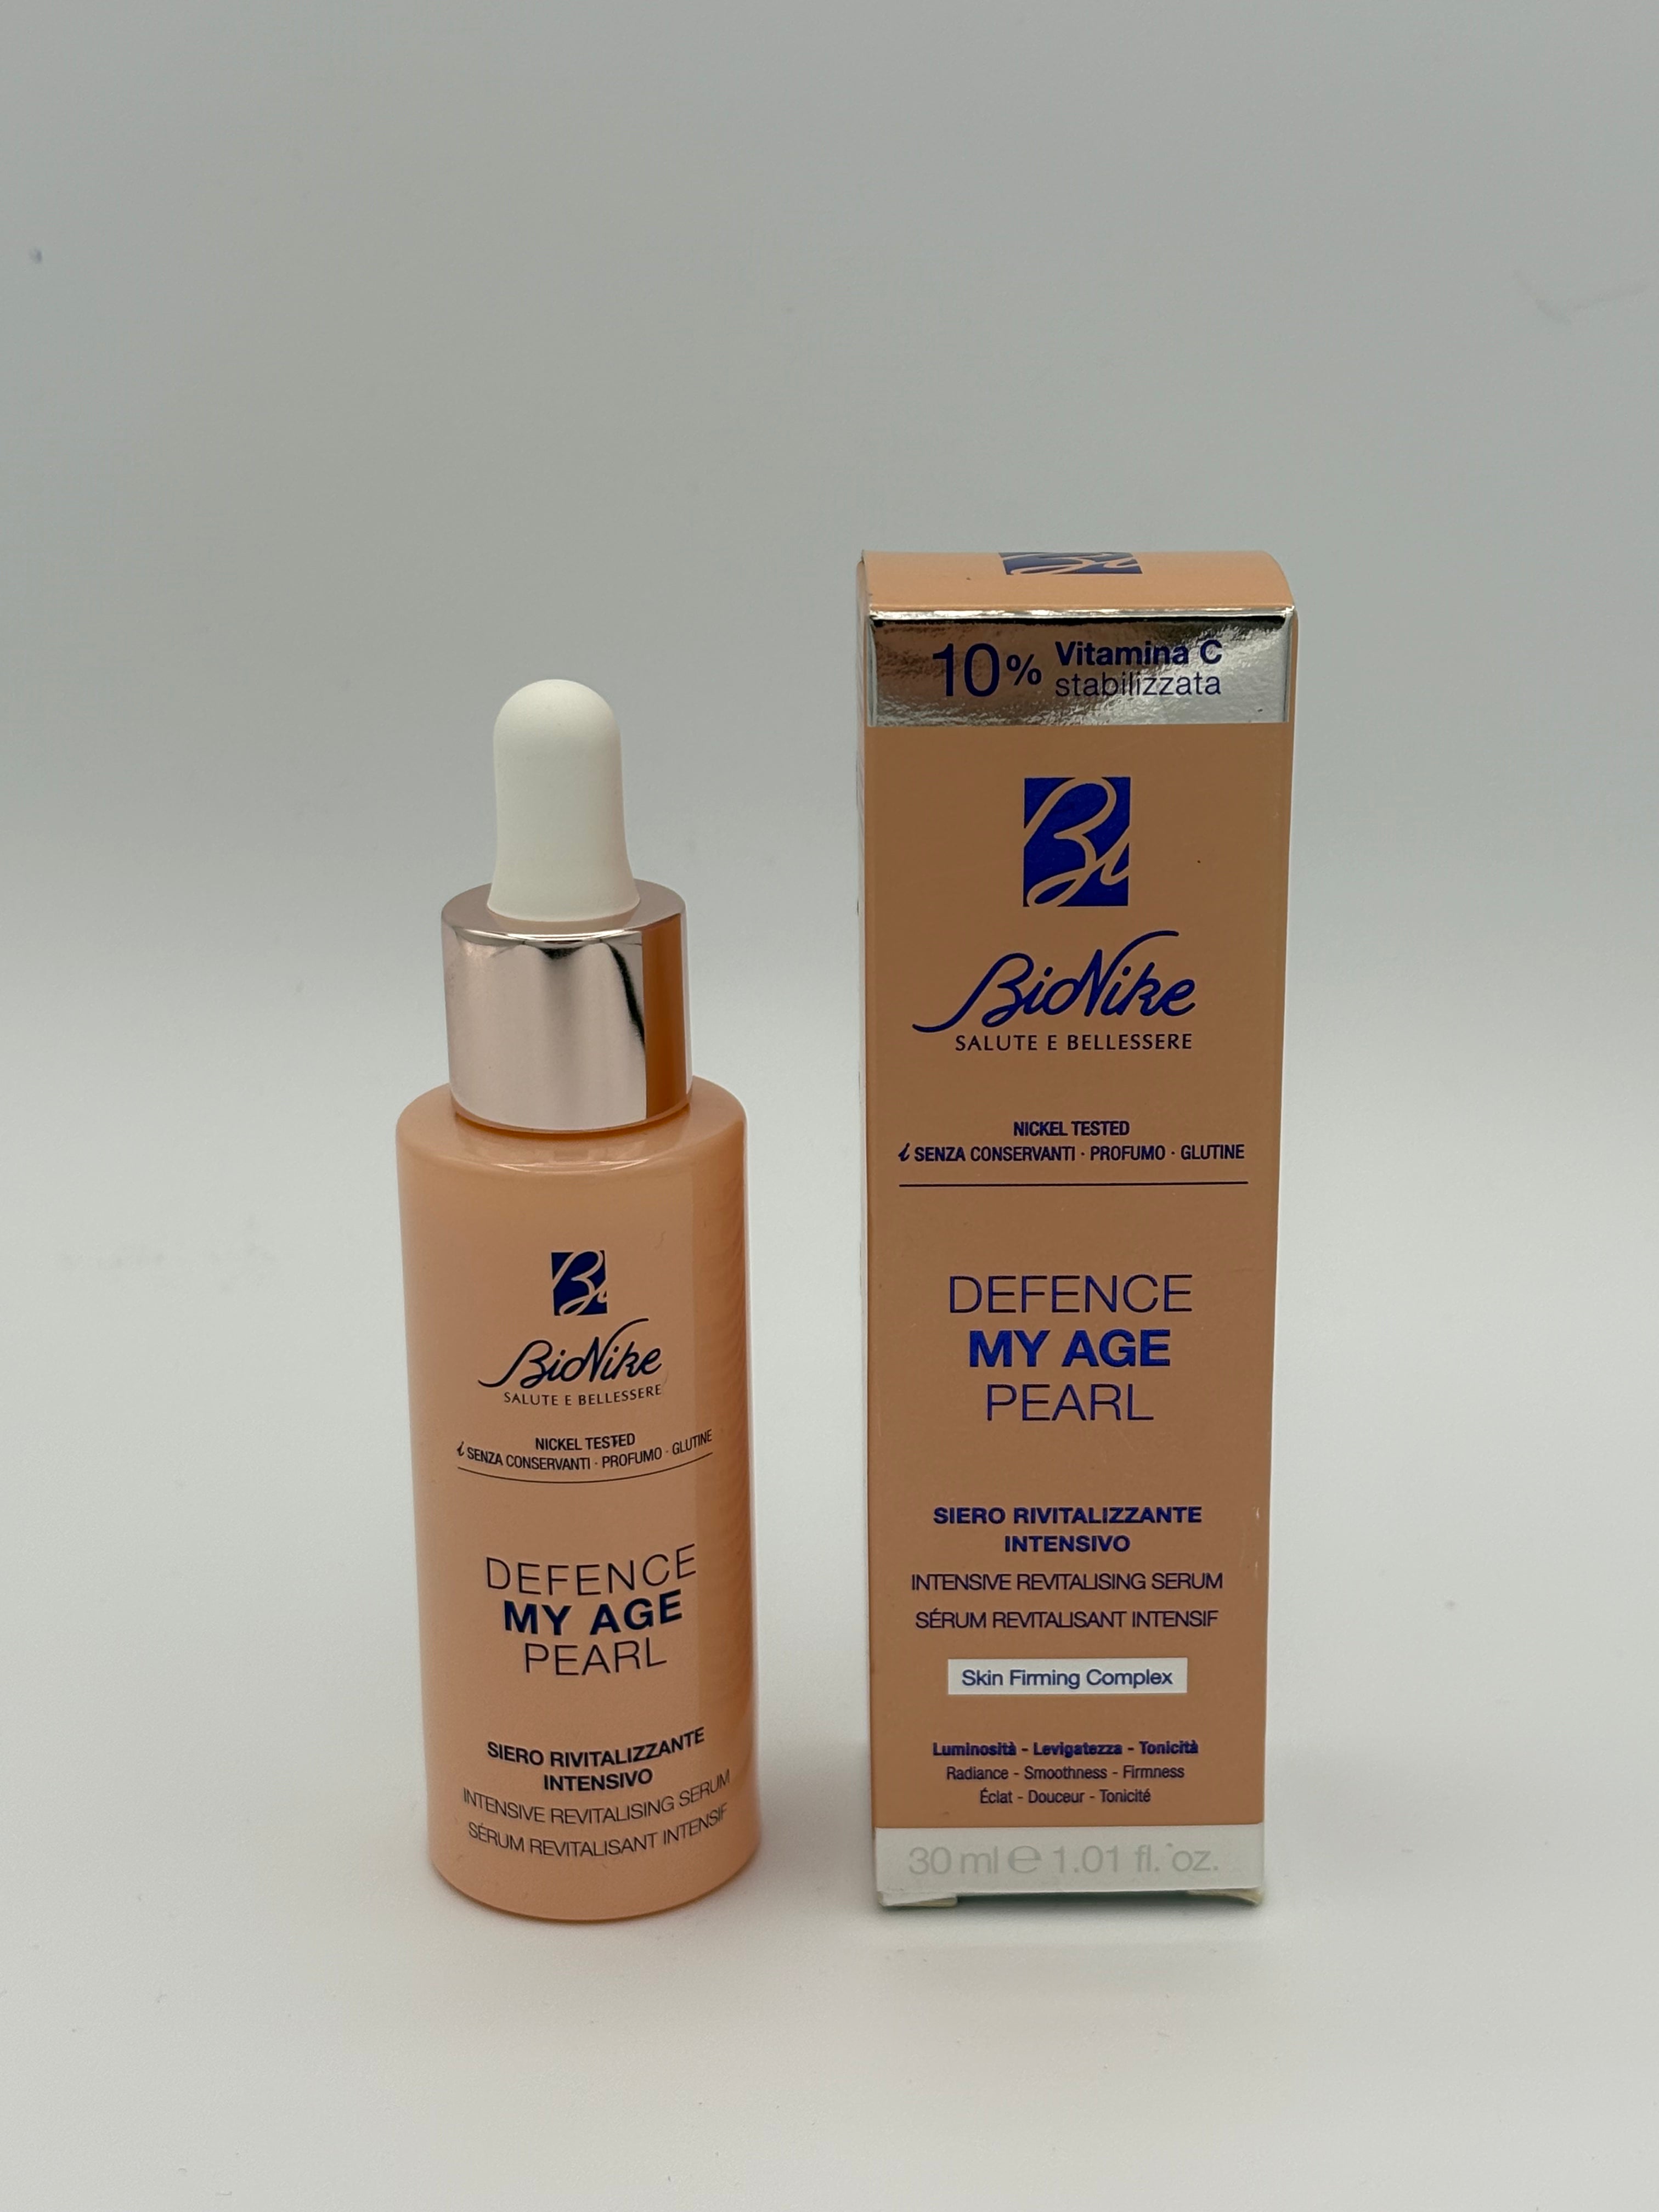 Bi
BioNike
SALUTE E BELLESSERE
NICKEL TESTED
SENZA CONSERVANTI · PROFUMO · GLUTINE
DEFENCE
MY AGE
PEARL
SIERO RIVITALIZZANTE
INTENSIVO
INTENSIVE REVITALISING SERUM
SÉRUM REVITALISANT INTENSIF
Bi
10% Vitamina C
stabilizzata
Bi
BioNike
SALUTE E BELLESSERE
NICKEL TESTED
SENZA CONSERVANTI · PROFUMO · GLUTINE
DEFENCE
MY AGE
PEARL
SIERO RIVITALIZZANTE
INTENSIVO
INTENSIVE REVITALISING SERUM
SÉRUM REVITALISANT INTENSIF
Skin Firming Complex
Luminosità - Levigatezza - Tonicità
Radiance - Smoothness - Firmness
Éclat - Douceur - Tonicité
30 ml ℮ 1.01 fl. oz.